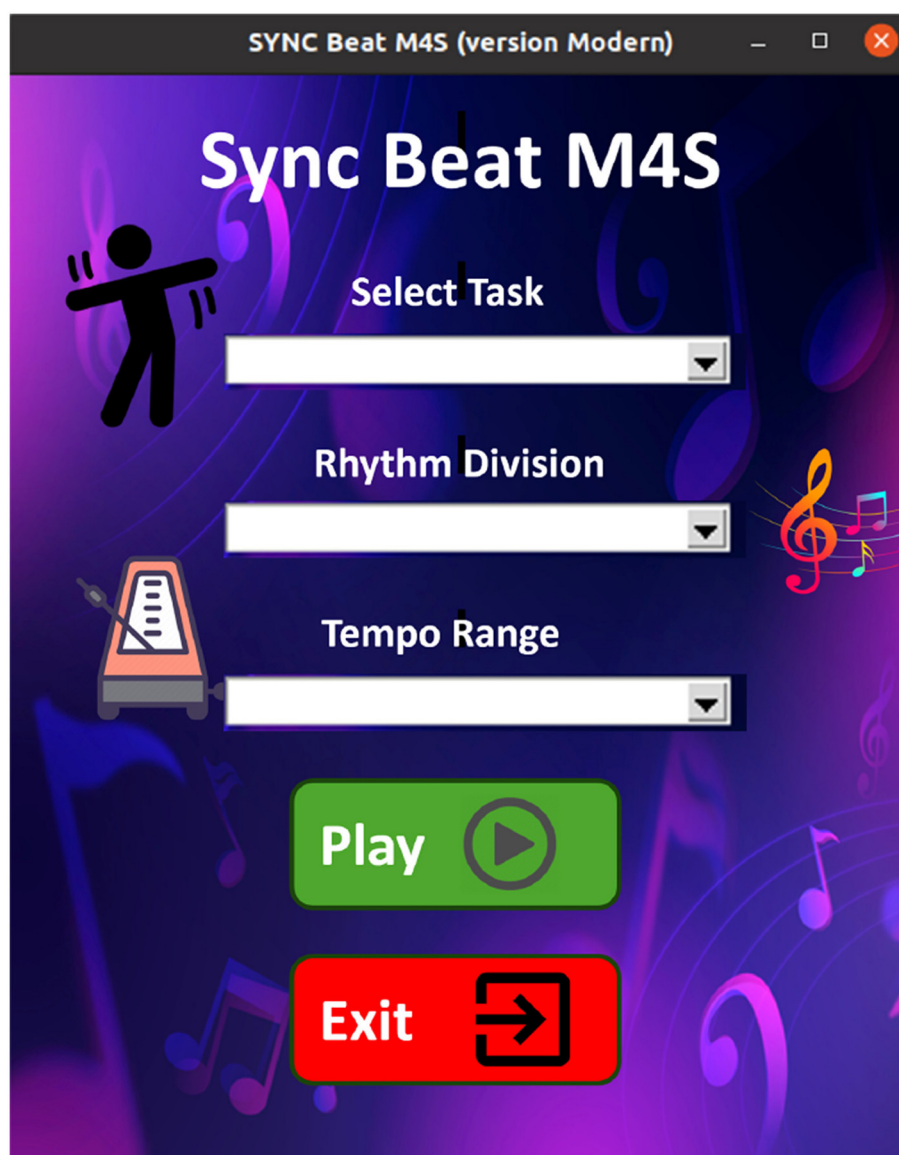 SYNC Beat M4S (version Modern)
Sync Beat M4S
Select Task
Rhythm Division
Tempo Range
Play
Exit